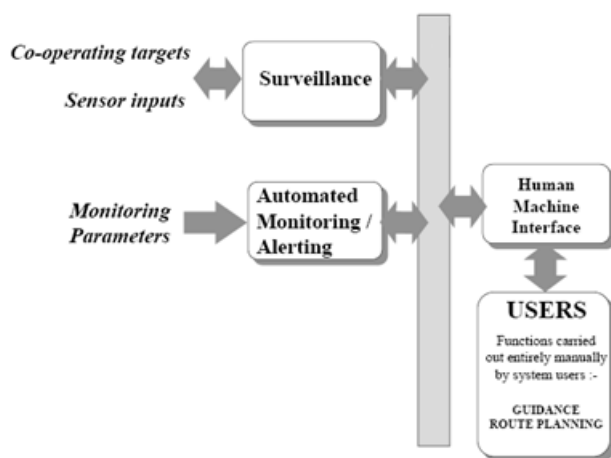 Co-operating targets
Sensor inputs
Surveillance
Monitoring
Parameters
Automated
Monitoring /
Alerting
Human
Machine
Interface
USERS
Functions carried
out entirely manually
by system users :-
GUIDANCE
ROUTE PLANNING